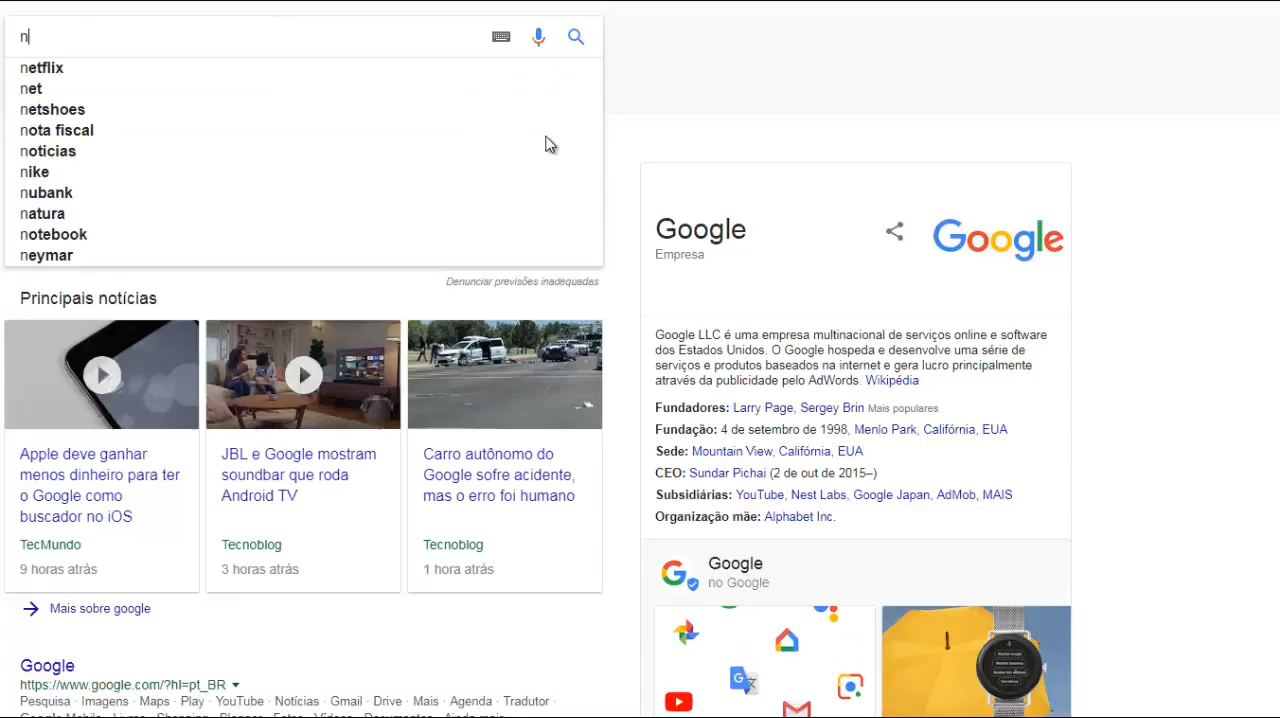 n
netflix
net
netshoes
nota fiscal
noticias
nike
nubank
natura
notebook
neymar
Denunciar previsões inadequadas
Principais notícias
Apple deve ganhar
menos dinheiro para ter
o Google como
buscador no iOS
TecMundo
9 horas atrás
JBL e Google mostram
soundbar que roda
Android TV
Tecnoblog
3 horas atrás
Carro autônomo do
Google sofre acidente,
mas o erro foi humano
Tecnoblog
1 hora atrás
Mais sobre google
Google
https://www.google.com/?hl=pt_BR
Pesquisa · Imagens · Maps · Play · YouTube · Notícias · Gmail · Drive · Mais · Agenda · Tradutor ·
Google
Empresa
Google
Google LLC é uma empresa multinacional de serviços online e software
dos Estados Unidos. O Google hospeda e desenvolve uma série de
serviços e produtos baseados na internet e gera lucro principalmente
através da publicidade pelo AdWords. Wikipédia
Fundadores: Larry Page, Sergey Brin Mais populares
Fundação: 4 de setembro de 1998, Menlo Park, Califórnia, EUA
Sede: Mountain View, Califórnia, EUA
CEO: Sundar Pichai (2 de out de 2015–)
Subsidiárias: YouTube, Nest Labs, Google Japan, AdMob, MAIS
Organização mãe: Alphabet Inc.
Google
no Google